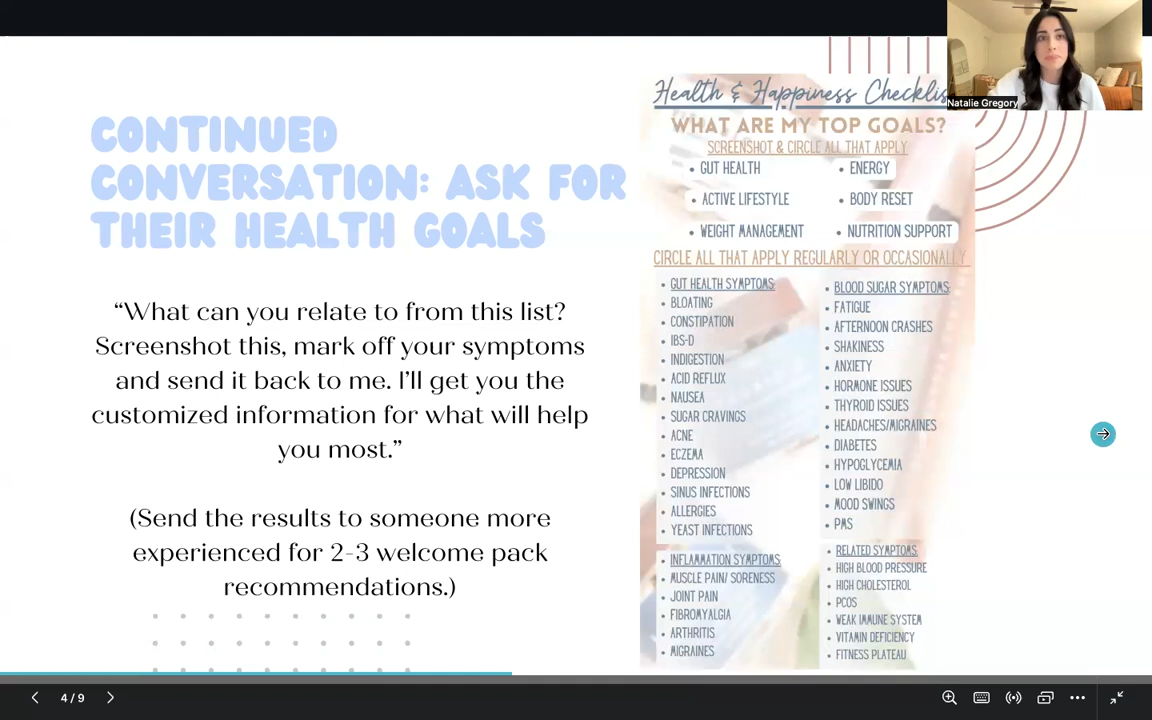 Natalie Gregory
CONTINUED
CONVERSATION: ASK FOR
THEIR HEALTH GOALS
“What can you relate to from this list?
Screenshot this, mark off your symptoms
and send it back to me. I’ll get you the
customized information for what will help
you most.”
(Send the results to someone more
experienced for 2-3 welcome pack
recommendations.)
Health & Happiness Checklis
WHAT ARE MY TOP GOALS?
SCREENSHOT & CIRCLE ALL THAT APPLY
• GUT HEALTH
• ACTIVE LIFESTYLE
• WEIGHT MANAGEMENT
• ENERGY
• BODY RESET
• NUTRITION SUPPORT
CIRCLE ALL THAT APPLY REGULARLY OR OCCASIONALLY
• GUT HEALTH SYMPTOMS:
• BLOATING
• CONSTIPATION
• IBS-D
• INDIGESTION
• ACID REFLUX
• NAUSEA
• SUGAR CRAVINGS
• ACNE
• ECZEMA
• DEPRESSION
• SINUS INFECTIONS
• ALLERGIES
• YEAST INFECTIONS
• INFLAMMATION SYMPTOMS:
• MUSCLE PAIN/ SORENESS
• JOINT PAIN
• FIBROMYALGIA
• ARTHRITIS
• MIGRAINES
• BLOOD SUGAR SYMPTOMS:
• FATIGUE
• AFTERNOON CRASHES
• SHAKINESS
• ANXIETY
• HORMONE ISSUES
• THYROID ISSUES
• HEADACHES/MIGRAINES
• DIABETES
• HYPOGLYCEMIA
• LOW LIBIDO
• MOOD SWINGS
• PMS
• RELATED SYMPTOMS:
• HIGH BLOOD PRESSURE
• HIGH CHOLESTEROL
• PCOS
• WEAK IMMUNE SYSTEM
• VITAMIN DEFICIENCY
• FITNESS PLATEAU
4 / 9